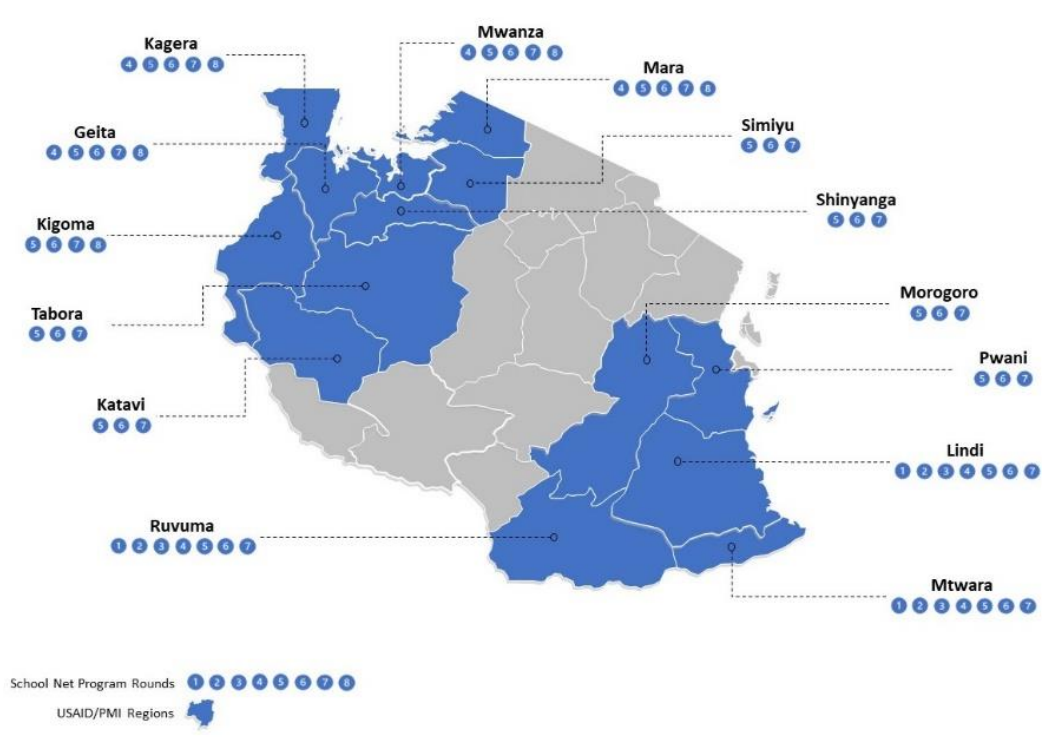 Mwanza
4 5 6 7 8
Kagera
4 5 6 7 8
Mara
4 5 6 7 8
Geita
4 5 6 7 8
Simiyu
5 6 7
Shinyanga
5 6 7
Kigoma
5 6 7 8
Tabora
5 6 7
Morogoro
5 6 7
Pwani
5 6 7
Katavi
5 6 7
Lindi
1 2 3 4 5 6 7
Ruvuma
1 2 3 4 5 6 7
Mtwara
1 2 3 4 5 6 7
School Net Program Rounds 1 2 3 4 5 6 7 8
USAID/PMI Regions